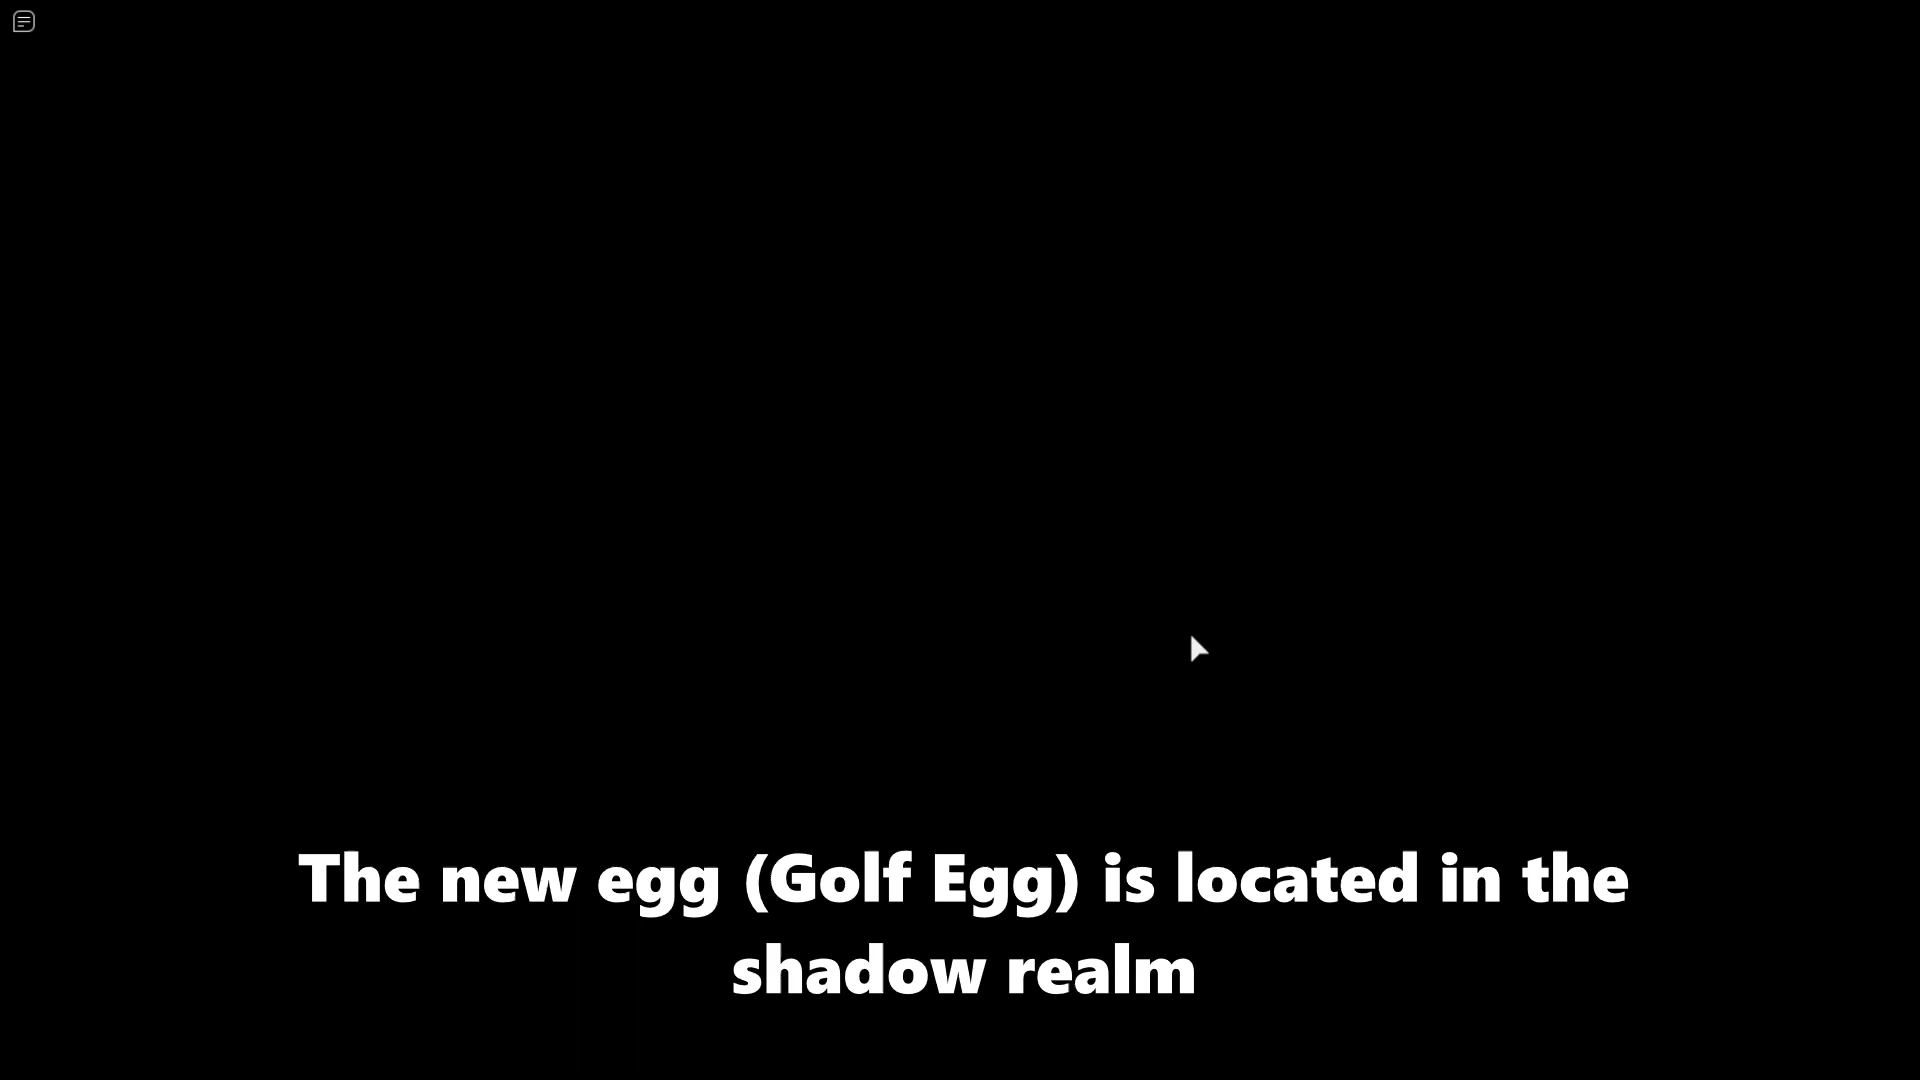 The new egg (Golf Egg) is located in the
shadow realm